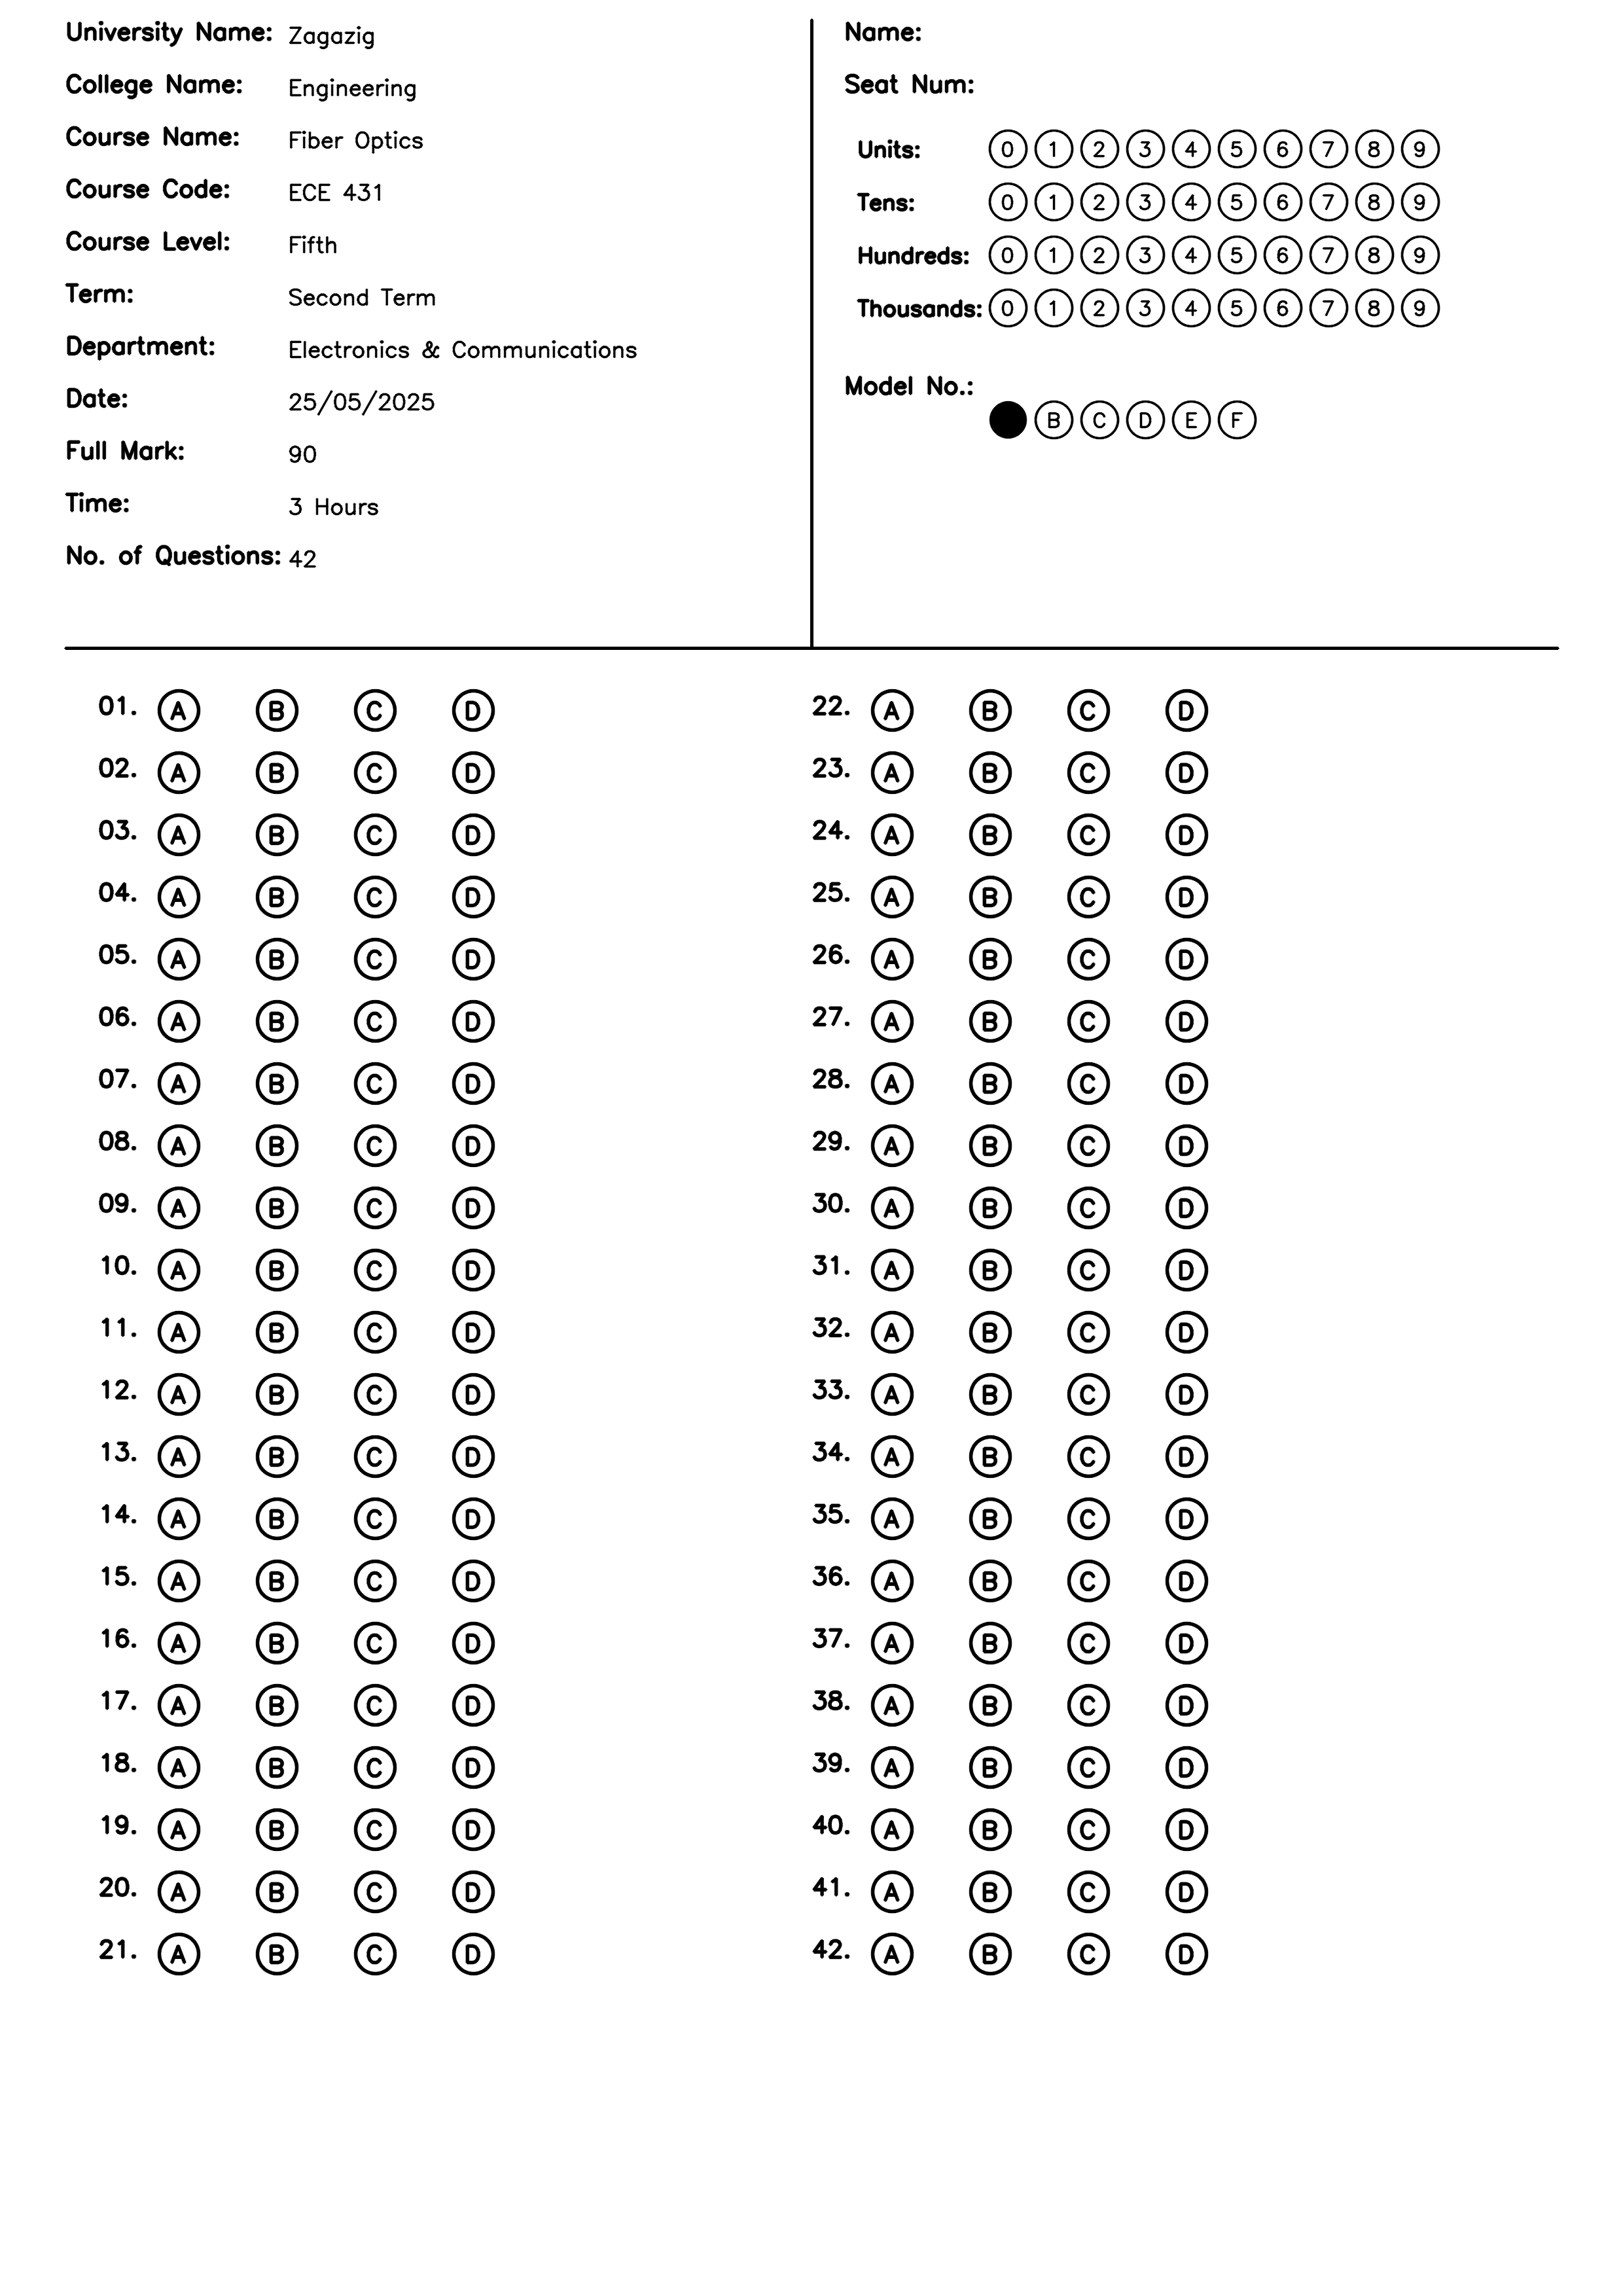 University Name: Zagazig
College Name: Engineering
Course Name: Fiber Optics
Course Code: ECE 431
Course Level: Fifth
Term: Second Term
Department: Electronics & Communications
Date: 25/05/2025
Full Mark: 90
Time: 3 Hours
No. of Questions: 42
Name:
Seat Num:
Units: 0 1 2 3 4 5 6 7 8 9
Tens: 0 1 2 3 4 5 6 7 8 9
Hundreds: 0 1 2 3 4 5 6 7 8 9
Thousands: 0 1 2 3 4 5 6 7 8 9
Model No.:
B C D E F
01. A B C D
02. A B C D
03. A B C D
04. A B C D
05. A B C D
06. A B C D
07. A B C D
08. A B C D
09. A B C D
10. A B C D
11. A B C D
12. A B C D
13. A B C D
14. A B C D
15. A B C D
16. A B C D
17. A B C D
18. A B C D
19. A B C D
20. A B C D
21. A B C D
22. A B C D
23. A B C D
24. A B C D
25. A B C D
26. A B C D
27. A B C D
28. A B C D
29. A B C D
30. A B C D
31. A B C D
32. A B C D
33. A B C D
34. A B C D
35. A B C D
36. A B C D
37. A B C D
38. A B C D
39. A B C D
40. A B C D
41. A B C D
42. A B C D